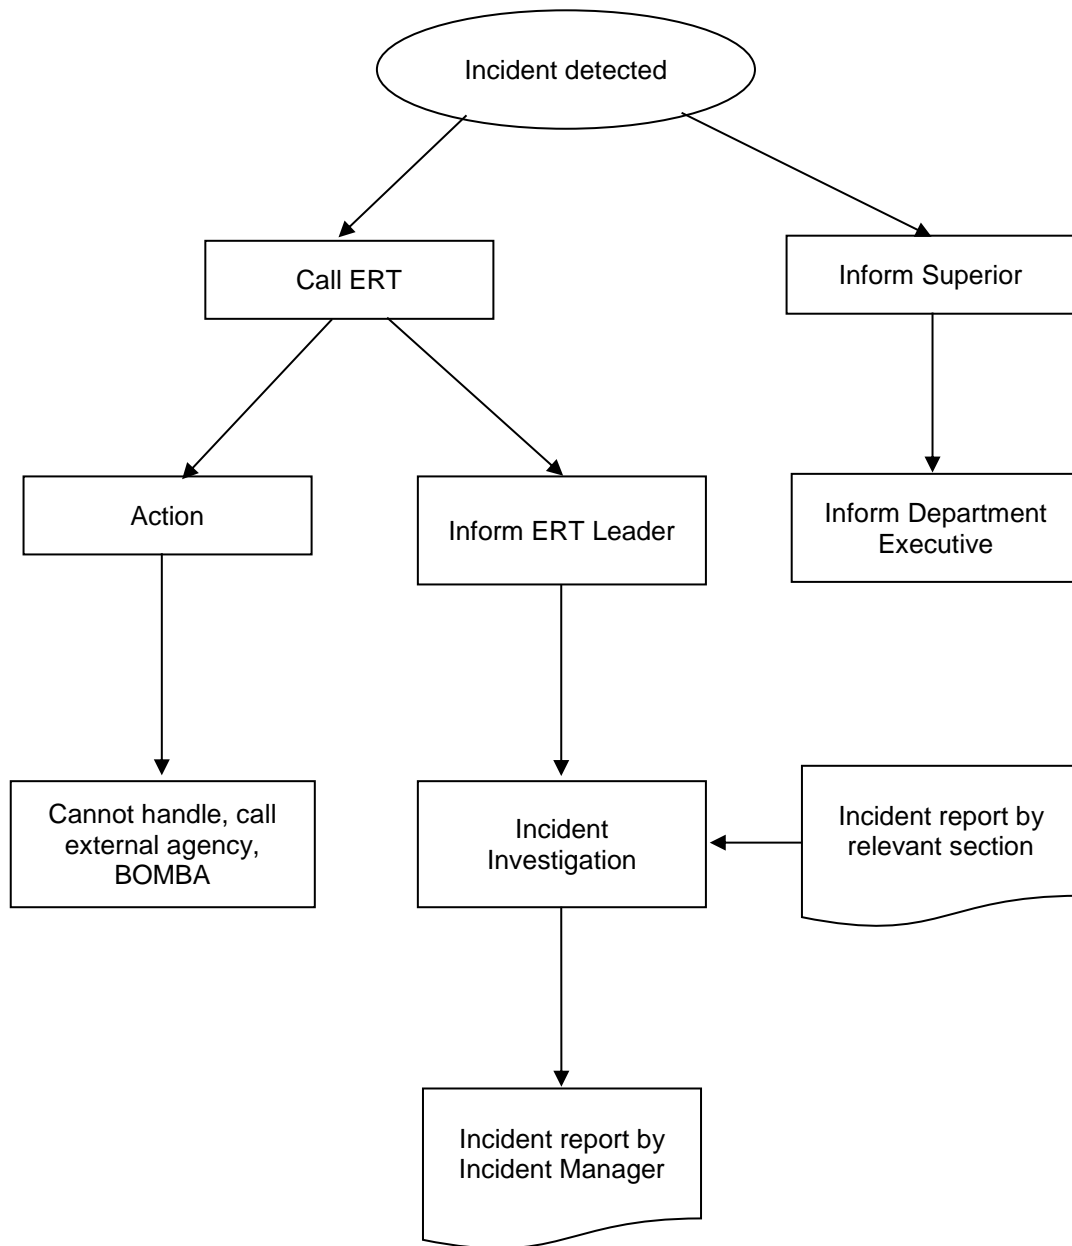 Incident detected
Call ERT
Inform Superior
Action
Inform ERT Leader
Inform Department
Executive
Cannot handle, call
external agency,
BOMBA
Incident
Investigation
Incident report by
relevant section
Incident report by
Incident Manager